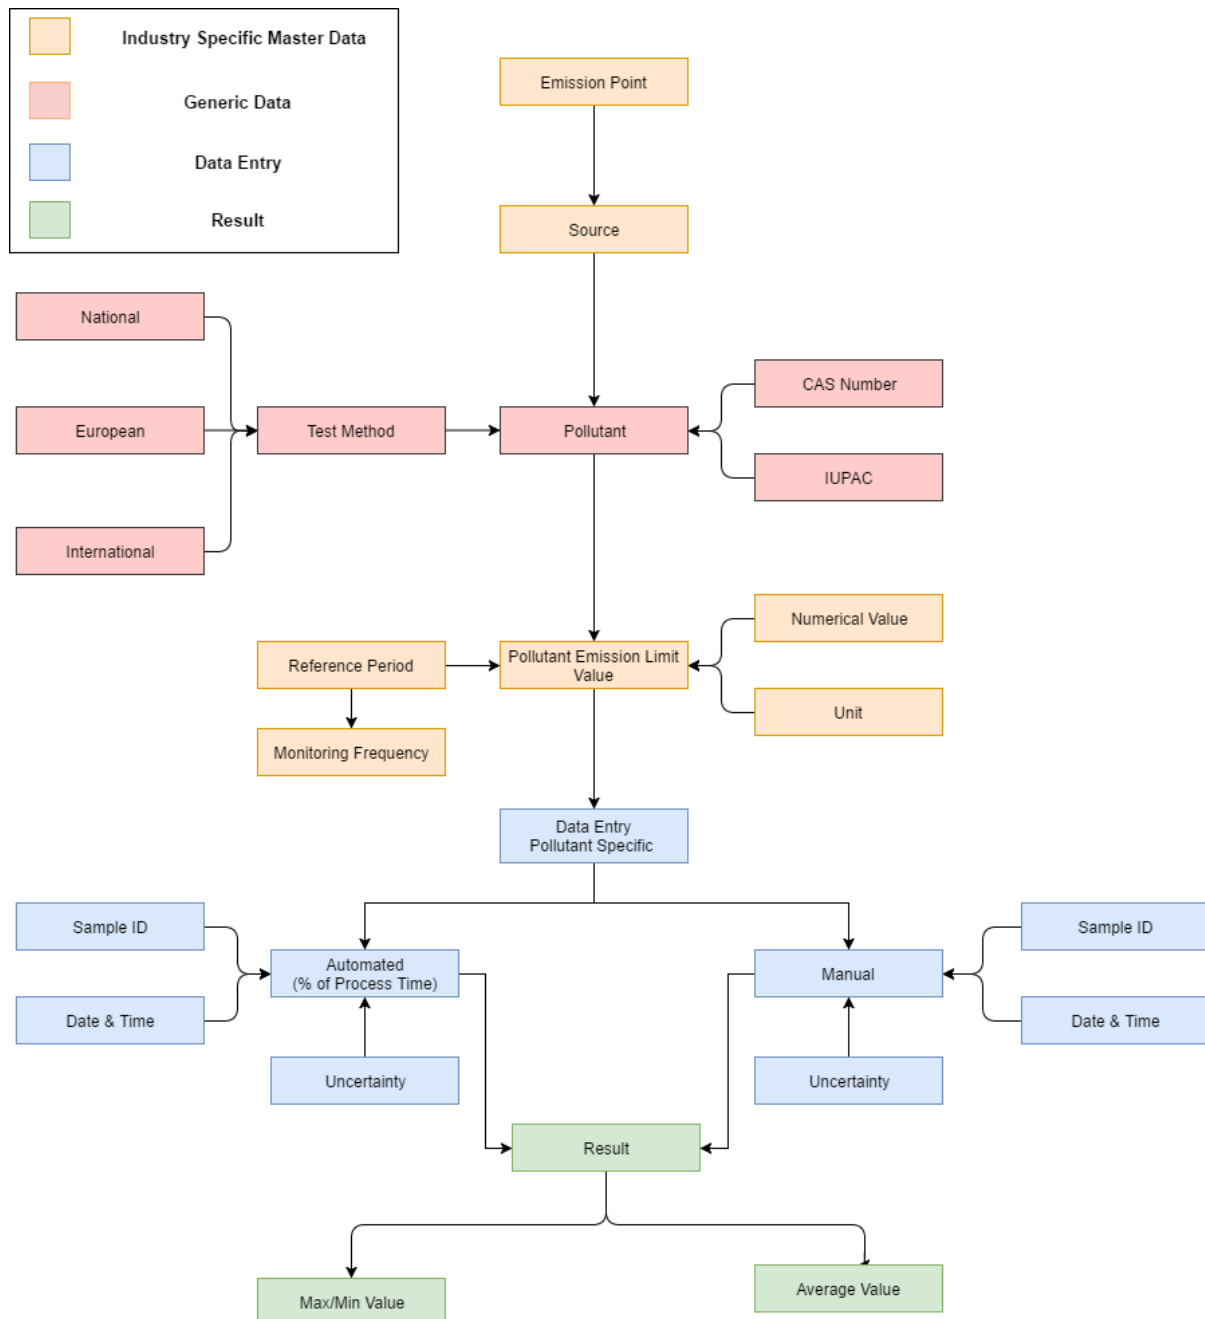 Industry Specific Master Data
Generic Data
Data Entry
Result
Emission Point
Source
National
European
International
Test Method
Pollutant
CAS Number
IUPAC
Reference Period
Monitoring Frequency
Pollutant Emission Limit
Value
Numerical Value
Unit
Data Entry
Pollutant Specific
Sample ID
Date & Time
Automated
(% of Process Time)
Uncertainty
Manual
Uncertainty
Sample ID
Date & Time
Result
Max/Min Value
Average Value